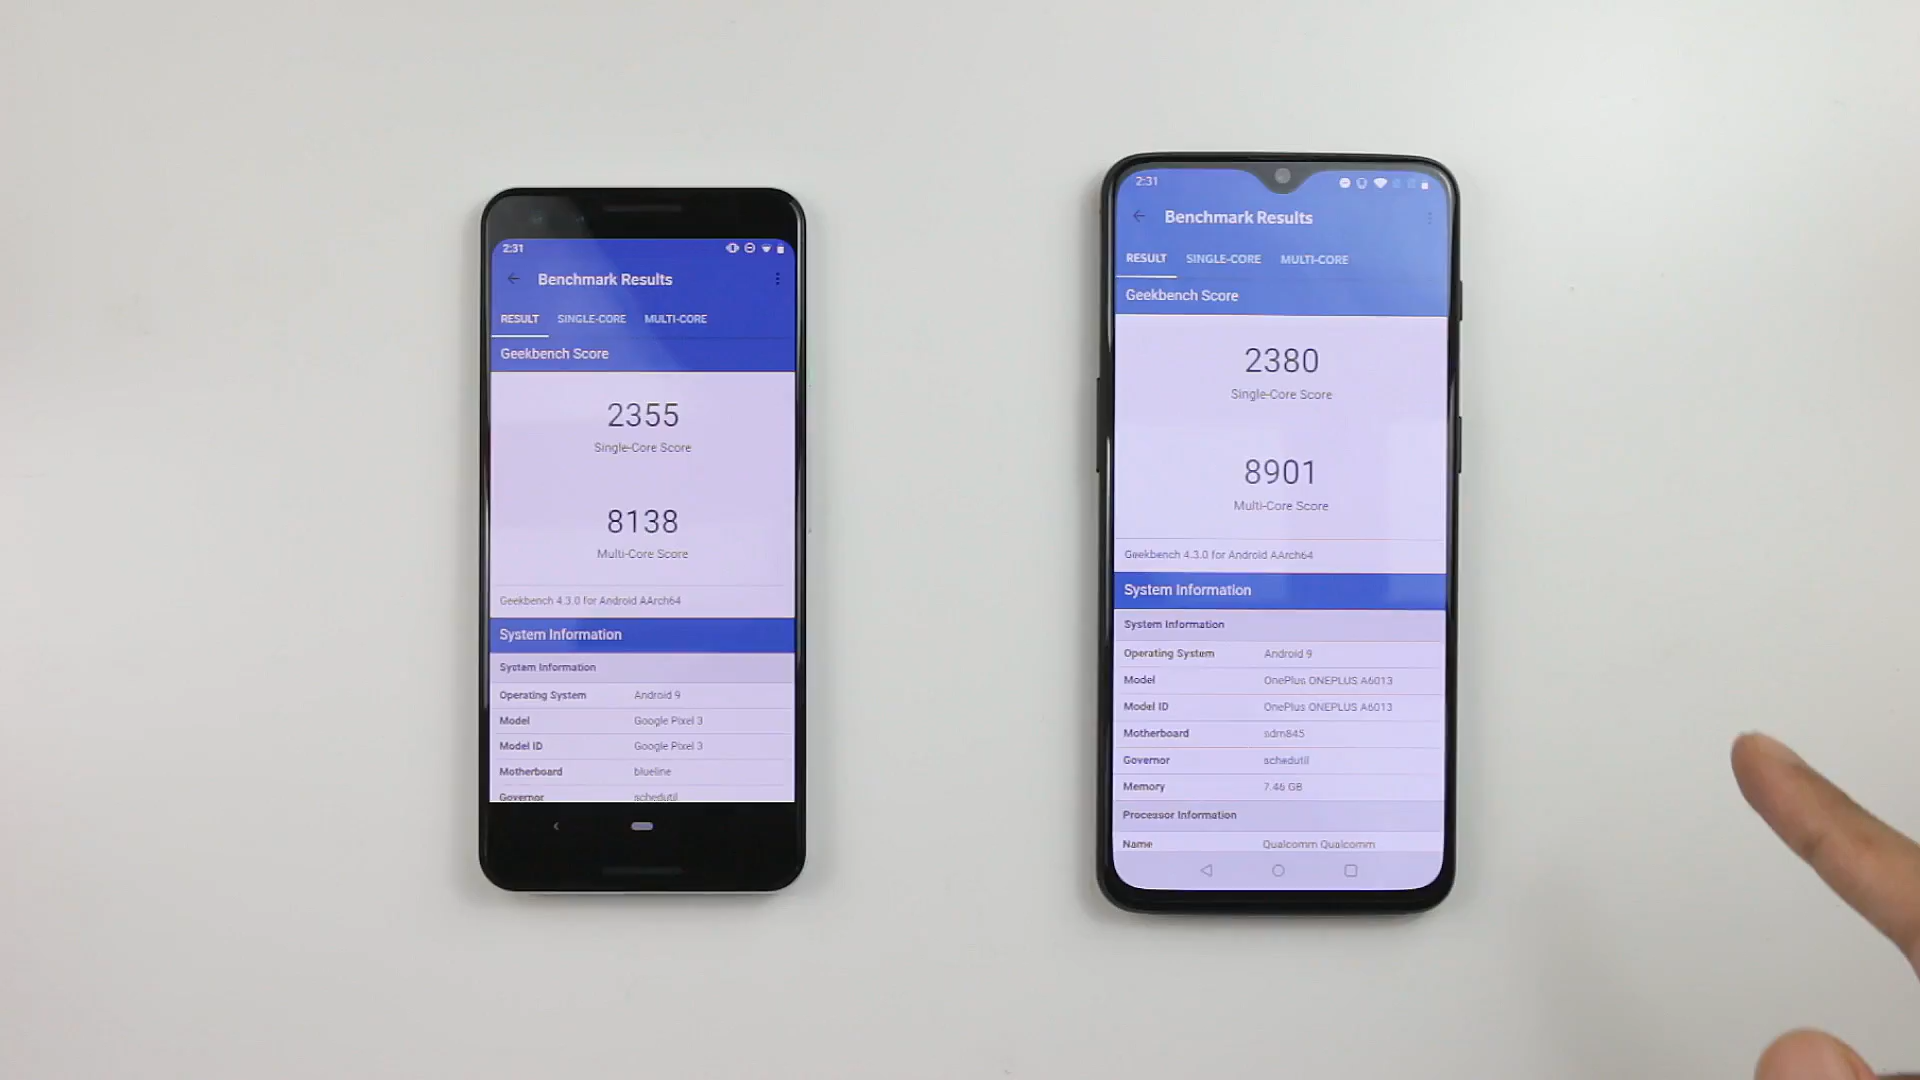 2:31
Benchmark Results
RESULT SINGLE-CORE MULTI-CORE
Geekbench Score
2355
Single-Core Score
8138
Multi-Core Score
Geekbench 4.3.0 for Android AArch64
System Information
System Information
Operating System Android 9
Model Google Pixel 3
Model ID Google Pixel 3
Motherboard blueline
Governor schedutil
2:31
Benchmark Results
RESULT SINGLE-CORE MULTI-CORE
Geekbench Score
2380
Single-Core Score
8901
Multi-Core Score
Geekbench 4.3.0 for Android AArch64
System Information
System Information
Operating System Android 9
Model OnePlus ONEPLUS A6013
Model ID OnePlus ONEPLUS A6013
Motherboard sdm845
Governor schedutil
Memory 7.46 GB
Processor Information
Name Qualcomm Qualcomm